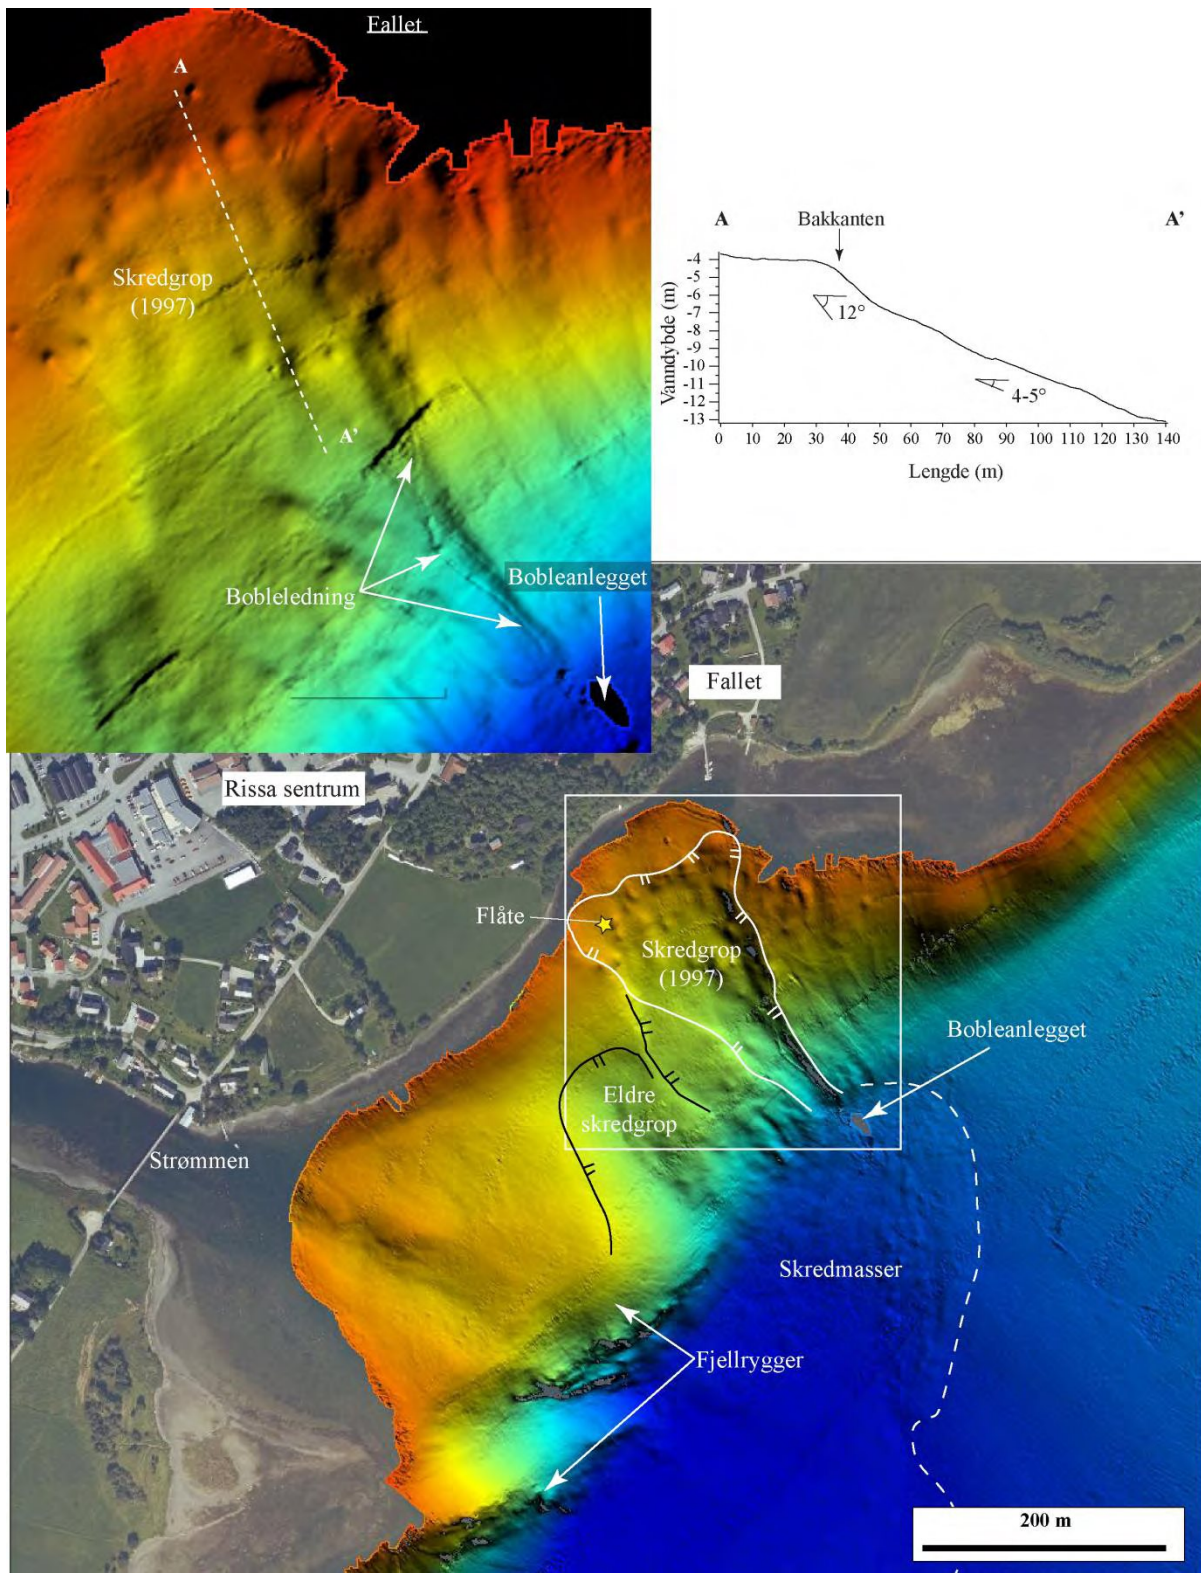 Fallet
A
Skredgrop
(1997)
A'
Bobleledning
Bobleanlegget
A
A'
Bakkanten
Vanndybde (m)
-4
-5
-6
-8
-9
-10
-11
-12
-13
12°
4-5°
0 10 20 30 40 50 60 70 80 90 100 110 120 130 140
Lengde (m)
Fallet
Rissa sentrum
Flåte
Skredgrop
(1997)
Bobleanlegget
Eldre
skredgrop
Strømmen
Skredmasser
Fjellrygger
200 m